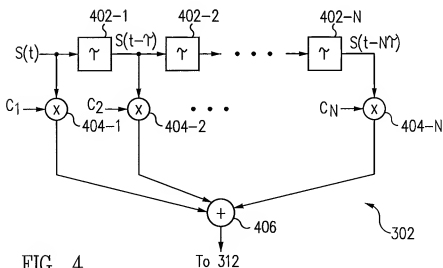 402-1 402-2 402-N
S(t) τ S(t-τ) τ • • • τ S(t-Nτ)
C1 X C2 X • • • CN X
404-1 404-2 404-N
+
406
302
To 312
FIG. 4